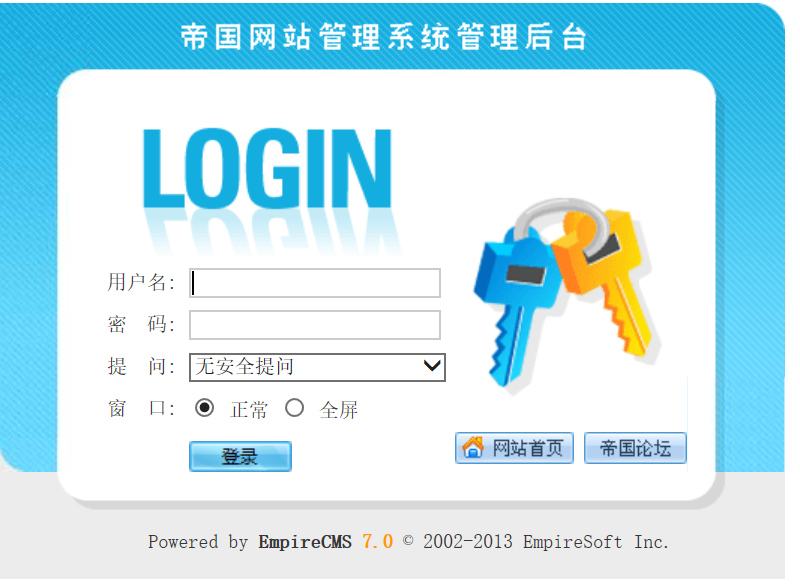 帝国网站管理系统管理后台
LOGIN
用户名:
密 码:
提 问: 无安全提问
窗 口: 正常 全屏
登录 网站首页 帝国论坛
Powered by EmpireCMS 7.0 © 2002-2013 EmpireSoft Inc.